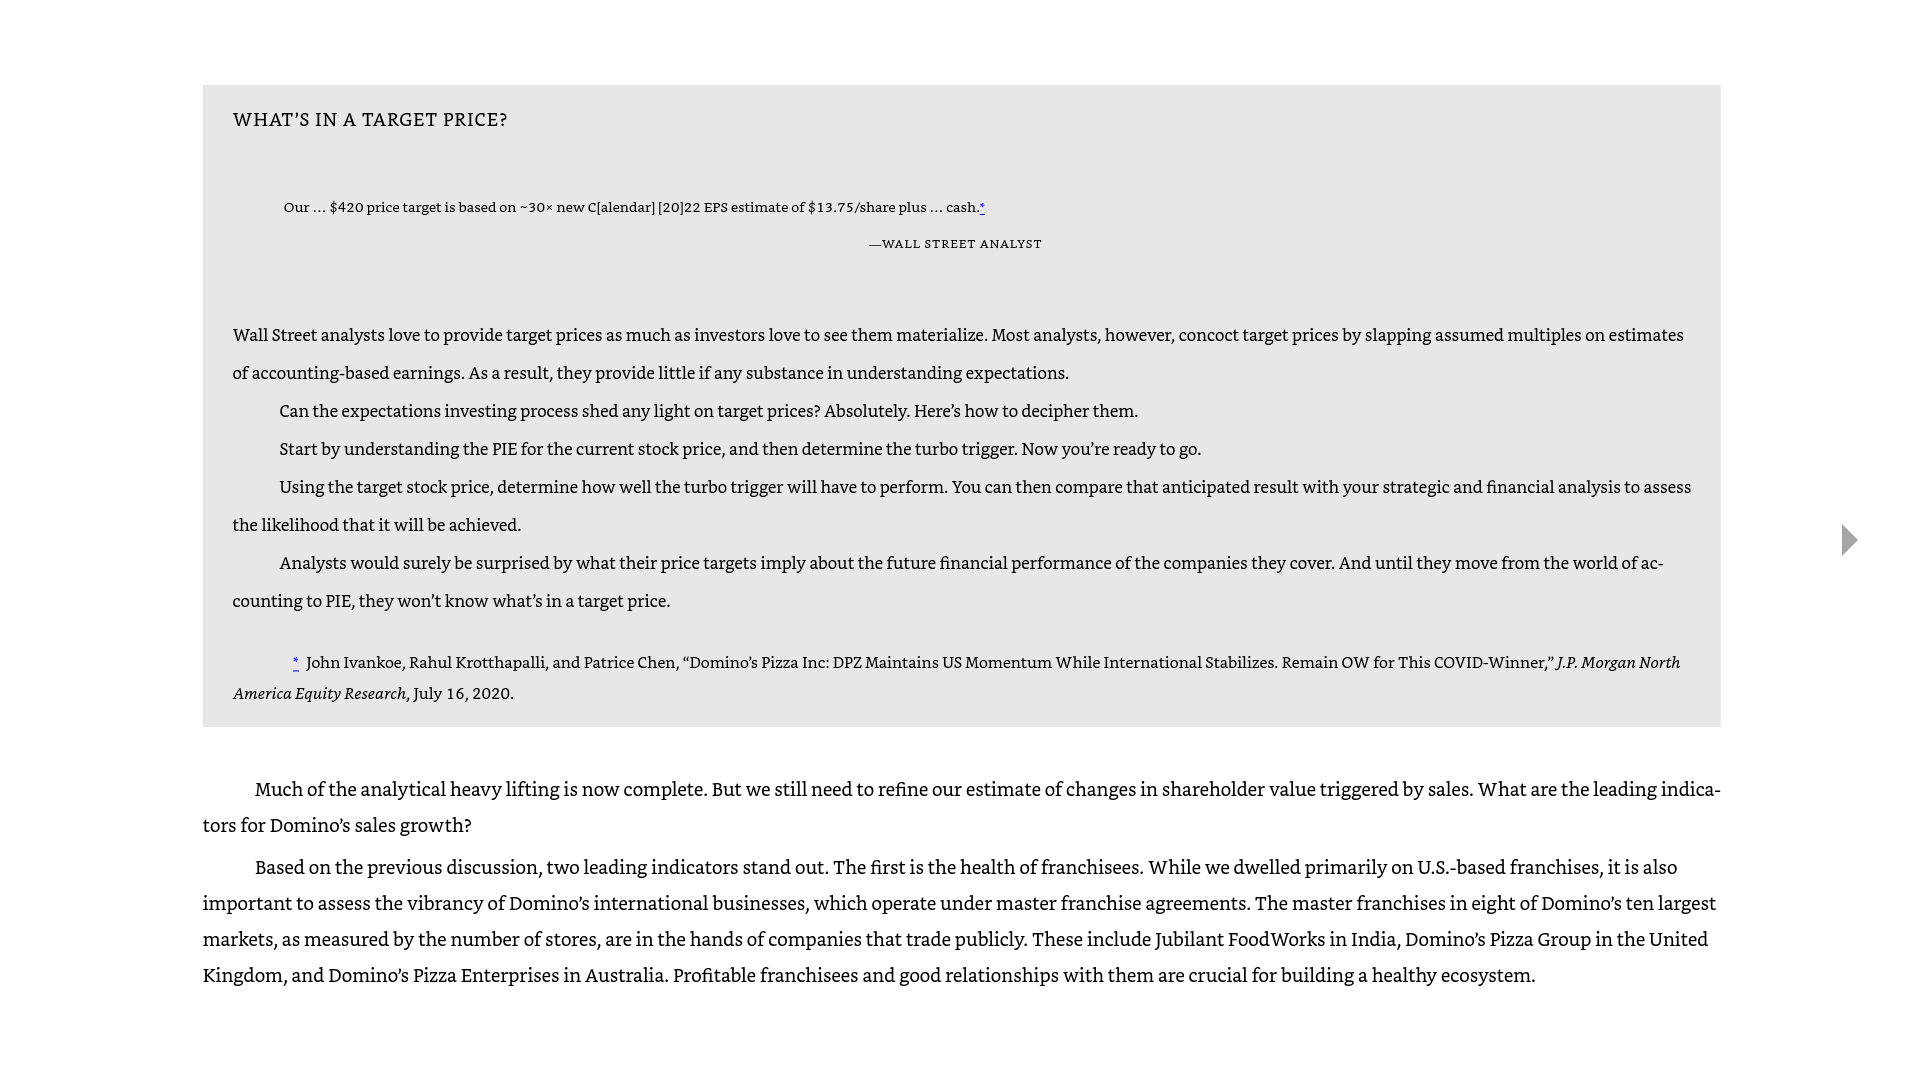 WHAT’S IN A TARGET PRICE?
Our … $420 price target is based on ~30× new C[alendar] [20]22 EPS estimate of $13.75/share plus … cash.*
—WALL STREET ANALYST
Wall Street analysts love to provide target prices as much as investors love to see them materialize. Most analysts, however, concoct target prices by slapping assumed multiples on estimates
of accounting-based earnings. As a result, they provide little if any substance in understanding expectations.
Can the expectations investing process shed any light on target prices? Absolutely. Here’s how to decipher them.
Start by understanding the PIE for the current stock price, and then determine the turbo trigger. Now you’re ready to go.
Using the target stock price, determine how well the turbo trigger will have to perform. You can then compare that anticipated result with your strategic and financial analysis to assess
the likelihood that it will be achieved.
Analysts would surely be surprised by what their price targets imply about the future financial performance of the companies they cover. And until they move from the world of ac-
counting to PIE, they won’t know what’s in a target price.
* John Ivankoe, Rahul Krotthapalli, and Patrice Chen, “Domino’s Pizza Inc: DPZ Maintains US Momentum While International Stabilizes. Remain OW for This COVID-Winner,” J.P. Morgan North
America Equity Research, July 16, 2020.
Much of the analytical heavy lifting is now complete. But we still need to refine our estimate of changes in shareholder value triggered by sales. What are the leading indica-
tors for Domino’s sales growth?
Based on the previous discussion, two leading indicators stand out. The first is the health of franchisees. While we dwelled primarily on U.S.-based franchises, it is also
important to assess the vibrancy of Domino’s international businesses, which operate under master franchise agreements. The master franchises in eight of Domino’s ten largest
markets, as measured by the number of stores, are in the hands of companies that trade publicly. These include Jubilant FoodWorks in India, Domino’s Pizza Group in the United
Kingdom, and Domino’s Pizza Enterprises in Australia. Profitable franchisees and good relationships with them are crucial for building a healthy ecosystem.